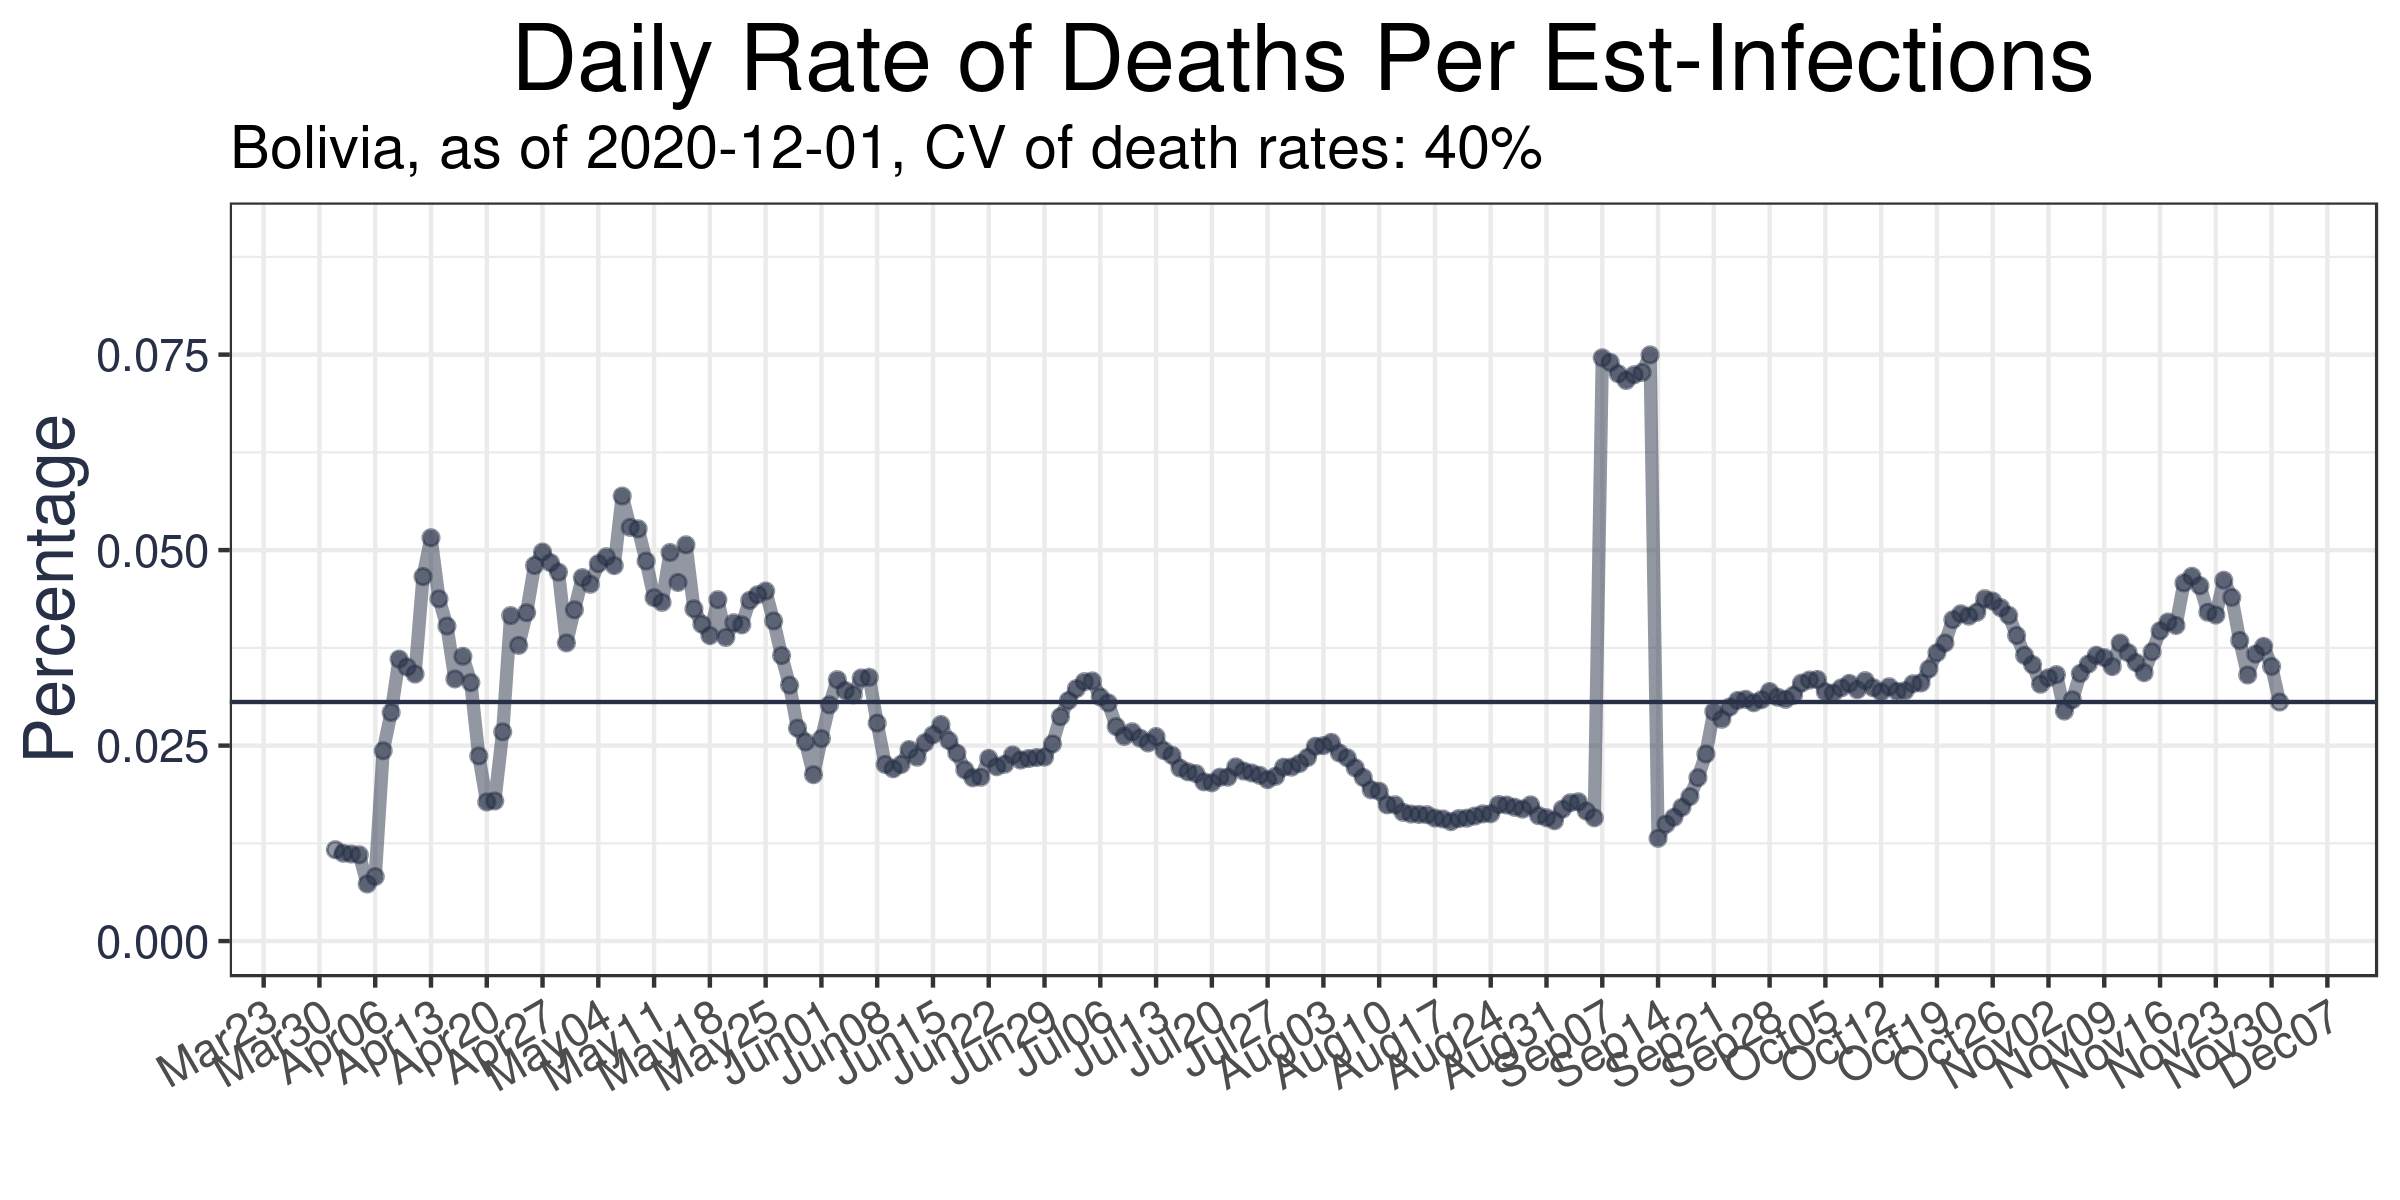 Daily Rate of Deaths Per Est-Infections
Bolivia, as of 2020-12-01, CV of death rates: 40%
Percentage
0.075
0.050
0.025
0.000
Mar23
Mar30
Apr06
Apr13
Apr20
Apr27
May04
May11
May18
May25
Jun01
Jun08
Jun15
Jun22
Jun29
Jul06
Jul13
Jul20
Jul27
Aug03
Aug10
Aug17
Aug24
Aug31
Sep07
Sep14
Sep21
Sep28
Oct05
Oct12
Oct19
Oct26
Nov02
Nov09
Nov16
Nov23
Nov30
Dec07